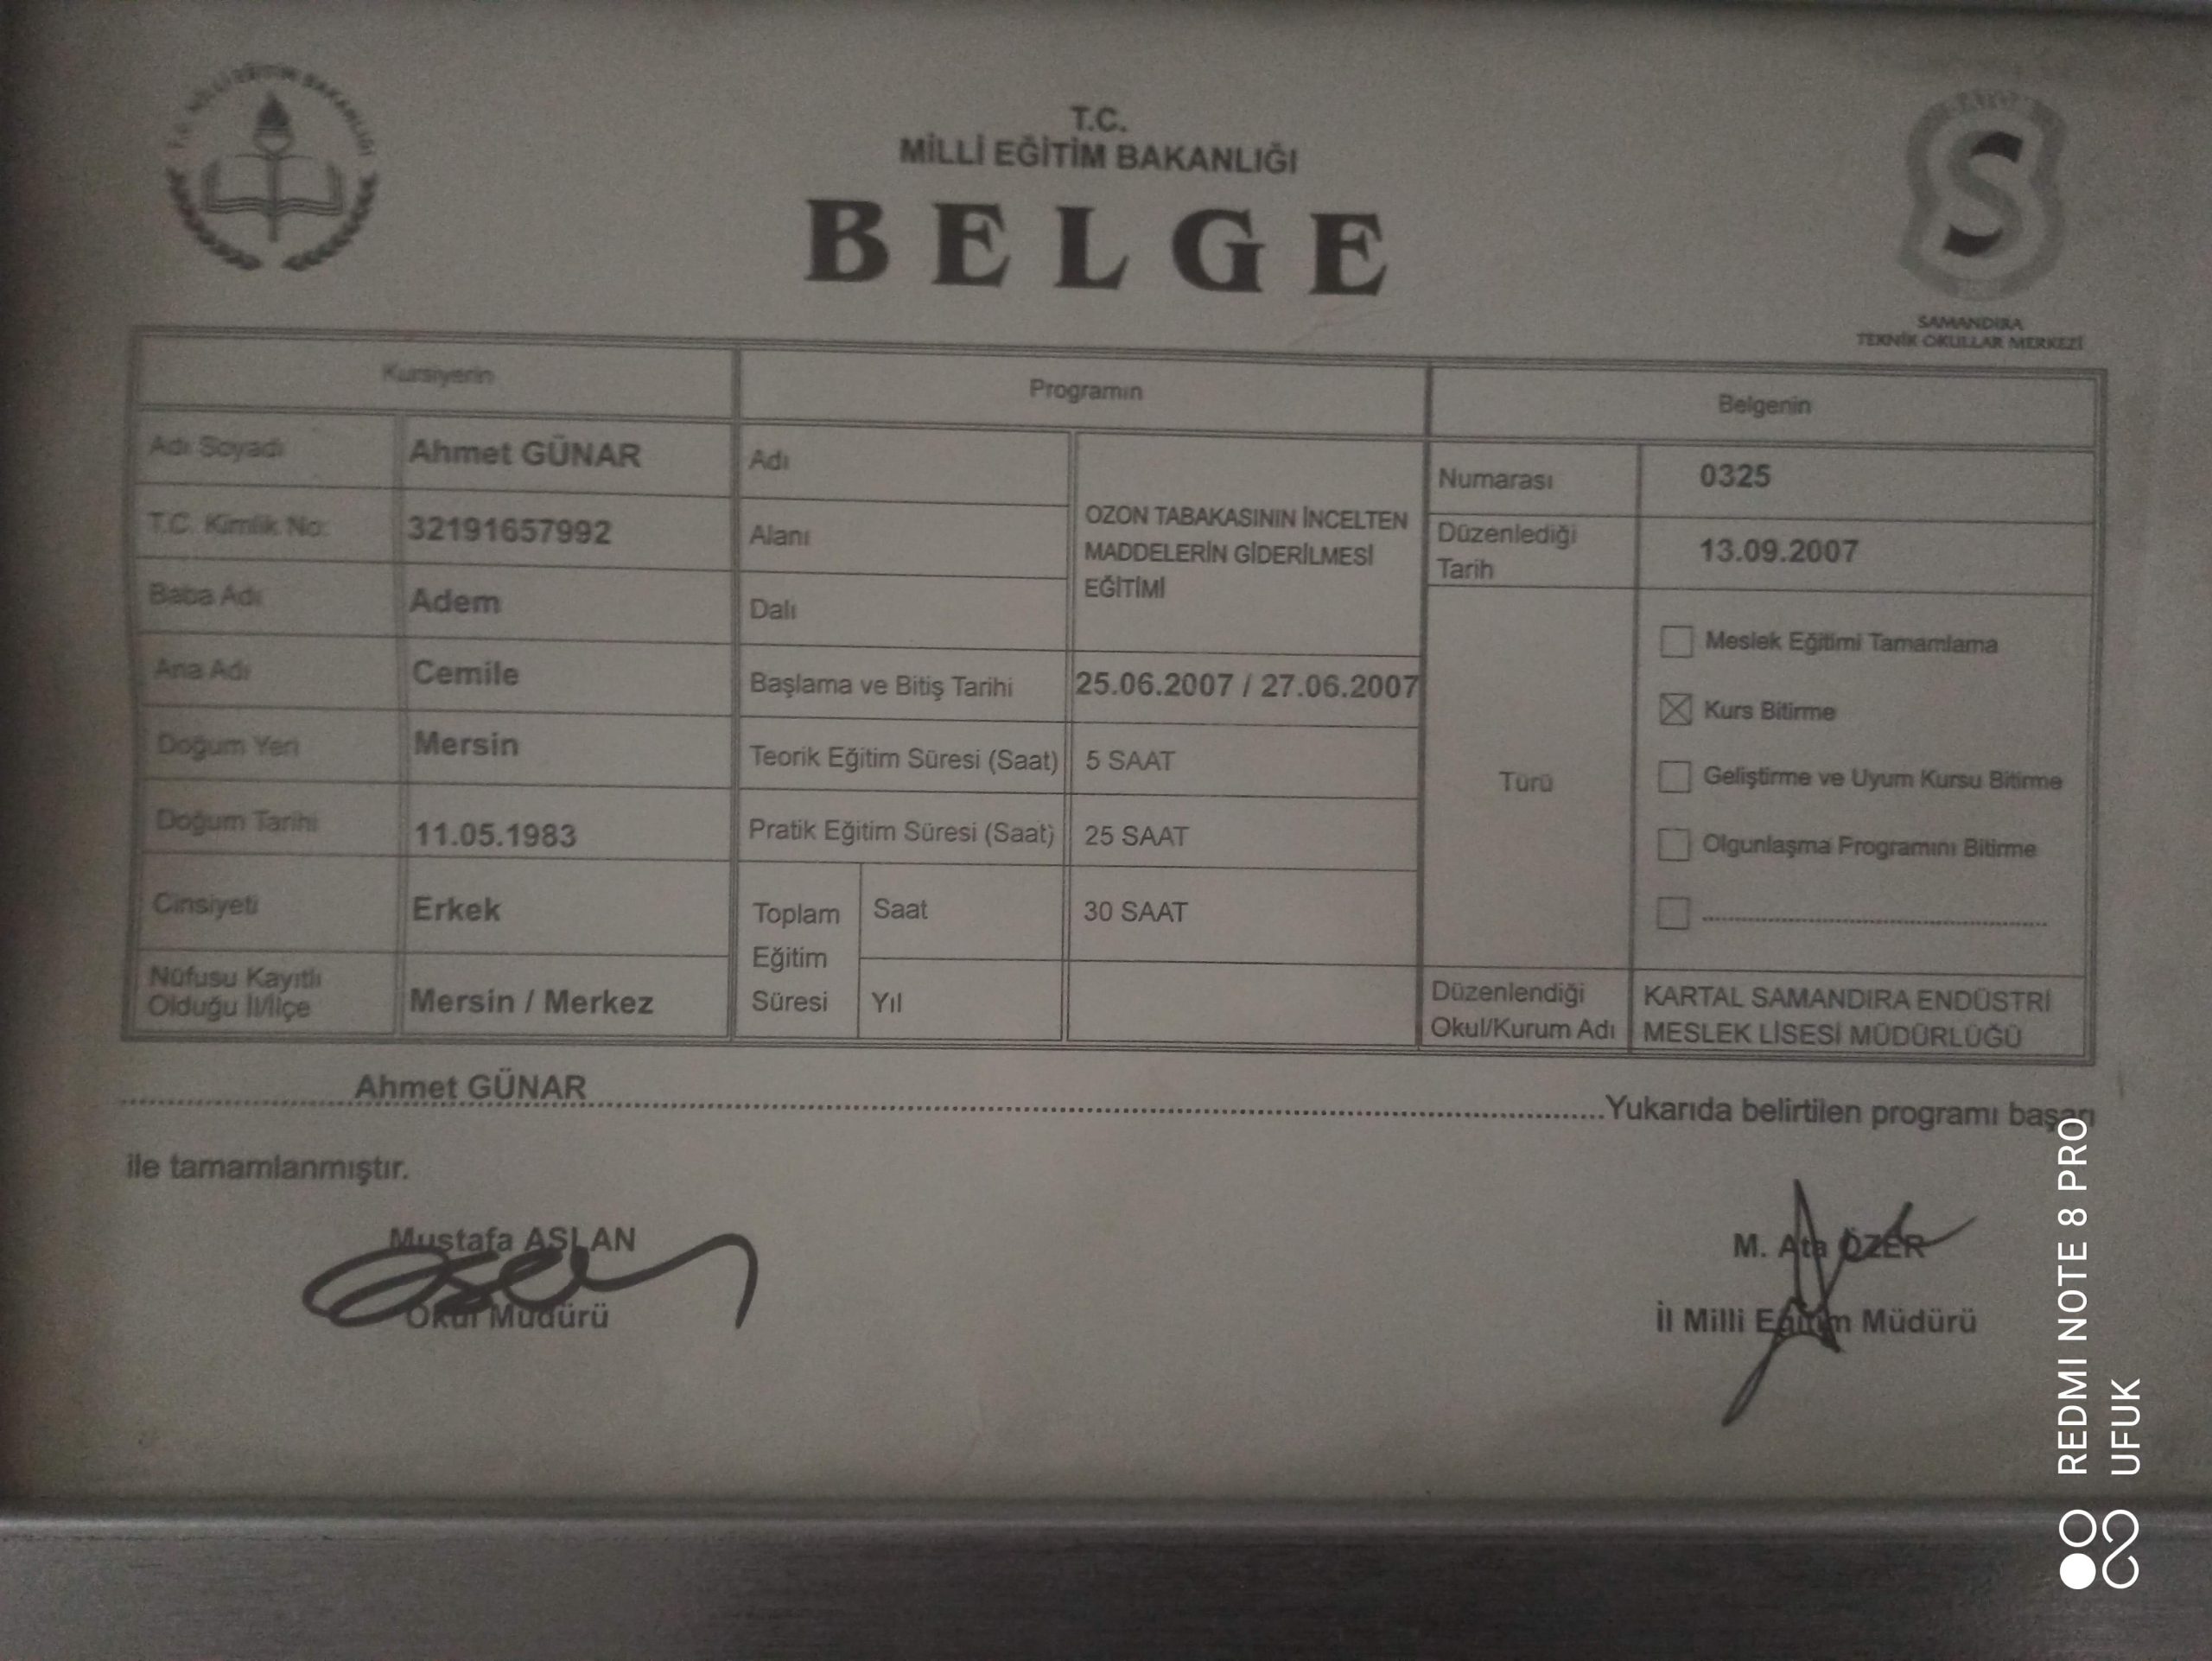 T.C. MİLLİ EĞİTİM BAKANLIĞI
T.C.
MİLLİ EĞİTİM BAKANLIĞI
BELGE
S
SAMANDIRA
TEKNİK OKULLAR MERKEZİ
Kursiyerin
Adı Soyadı Ahmet GÜNAR
T.C. Kimlik No: 32191657992
Baba Adı Adem
Ana Adı Cemile
Doğum Yeri Mersin
Doğum Tarihi 11.05.1983
Cinsiyeti Erkek
Nüfusu Kayıtlı
Olduğu İl/İlçe Mersin / Merkez
Programın
Adı
Alanı
Dalı
OZON TABAKASININ İNCELTEN
MADDELERİN GİDERİLMESİ
EĞİTİMİ
Başlama ve Bitiş Tarihi 25.06.2007 / 27.06.2007
Teorik Eğitim Süresi (Saat) 5 SAAT
Pratik Eğitim Süresi (Saat) 25 SAAT
Toplam
Eğitim
Süresi
Saat 30 SAAT
Yıl
Belgenin
Numarası 0325
Düzenlediği
Tarih 13.09.2007
Türü
Meslek Eğitimi Tamamlama
Kurs Bitirme
Geliştirme ve Uyum Kursu Bitirme
Olgunlaşma Programını Bitirme
Düzenlendiği
Okul/Kurum Adı
KARTAL SAMANDIRA ENDÜSTRİ
MESLEK LİSESİ MÜDÜRLÜĞÜ
Ahmet GÜNAR Yukarıda belirtilen programı başarı
ile tamamlanmıştır.
Mustafa ASLAN
Okul Müdürü
M. Ata ÖZER
İl Milli Eğitim Müdürü
REDMI NOTE 8 PRO
UFUK